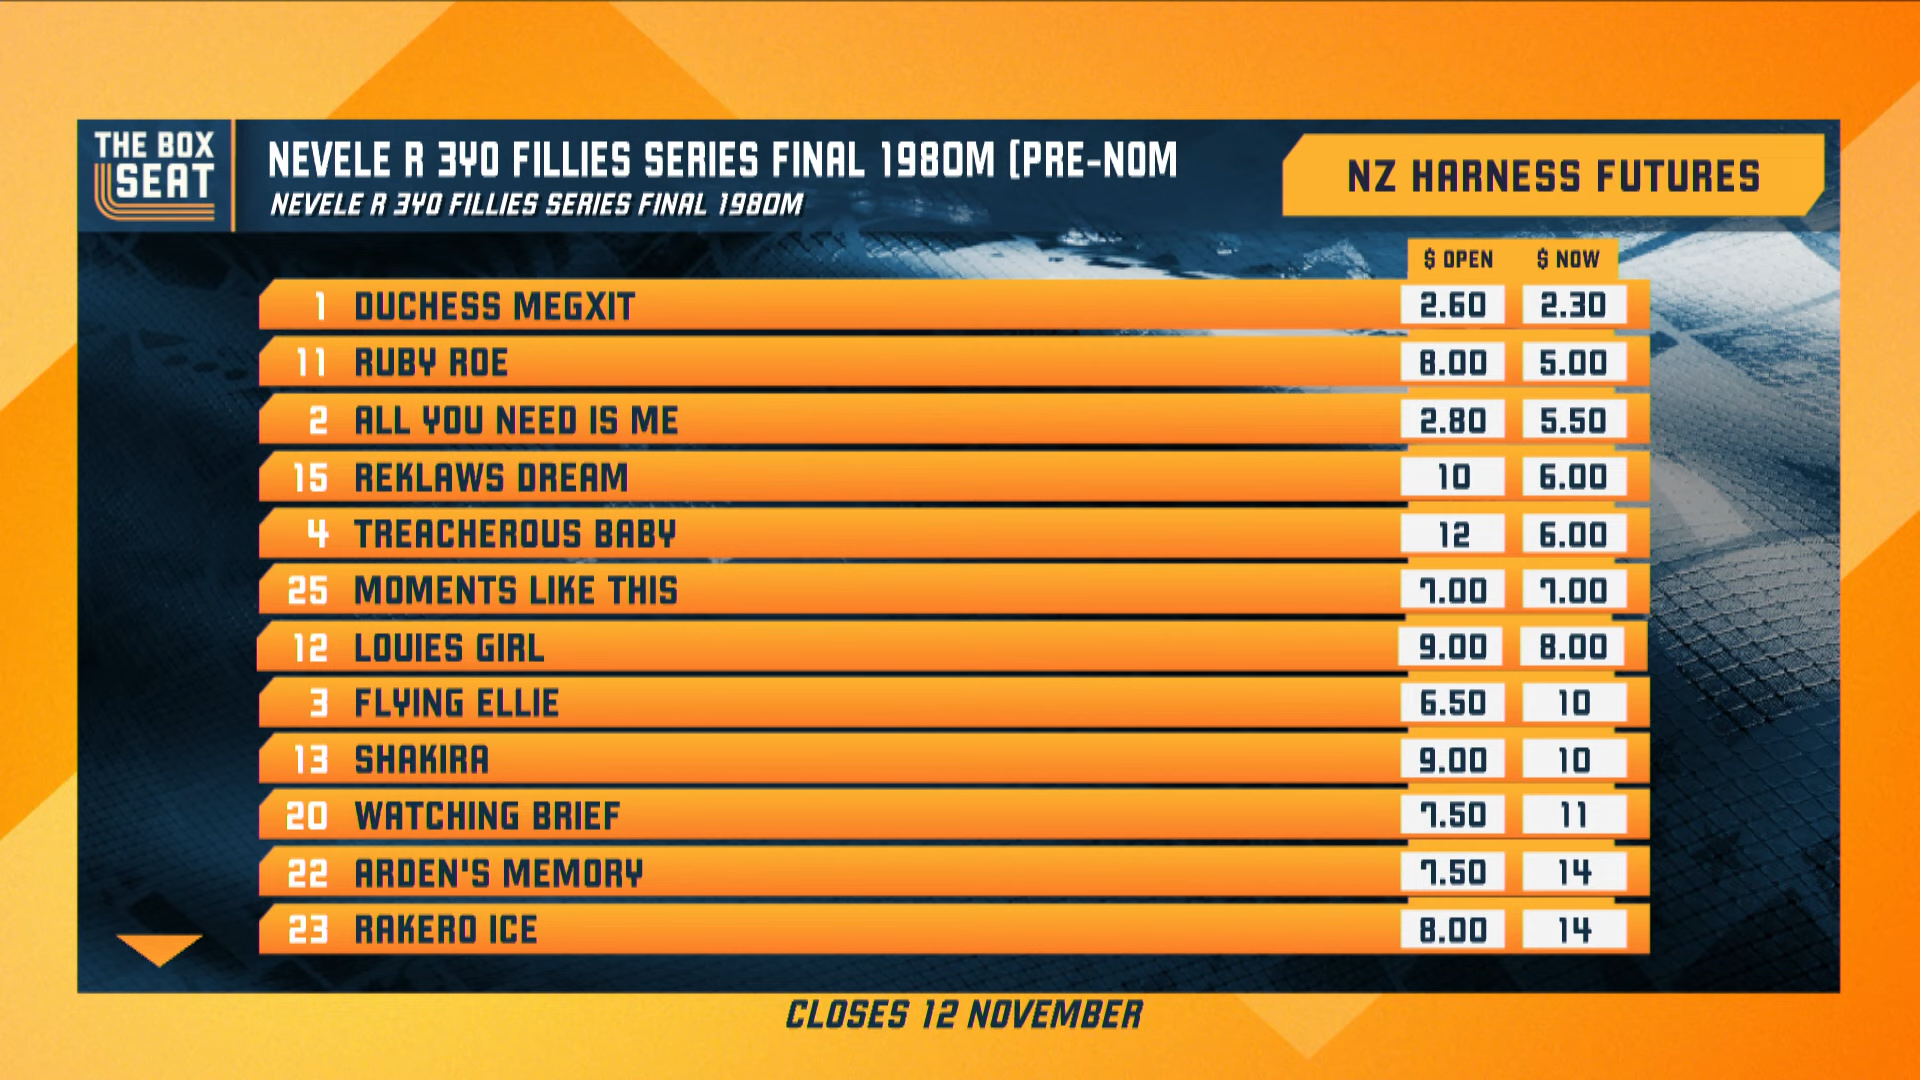 THE BOX
SEAT
NEVELE R 3YO FILLIES SERIES FINAL 1980M (PRE-NOM
NEVELE R 3YO FILLIES SERIES FINAL 1980M
NZ HARNESS FUTURES
$ OPEN $ NOW
1 DUCHESS MEGXIT 2.60 2.30
11 RUBY ROE 8.00 5.00
2 ALL YOU NEED IS ME 2.80 5.50
15 REKLAWS DREAM 10 6.00
4 TREACHEROUS BABY 12 6.00
25 MOMENTS LIKE THIS 7.00 7.00
12 LOUIES GIRL 9.00 8.00
3 FLYING ELLIE 6.50 10
13 SHAKIRA 9.00 10
20 WATCHING BRIEF 7.50 11
22 ARDEN'S MEMORY 7.50 14
23 RAKERO ICE 8.00 14
CLOSES 12 NOVEMBER